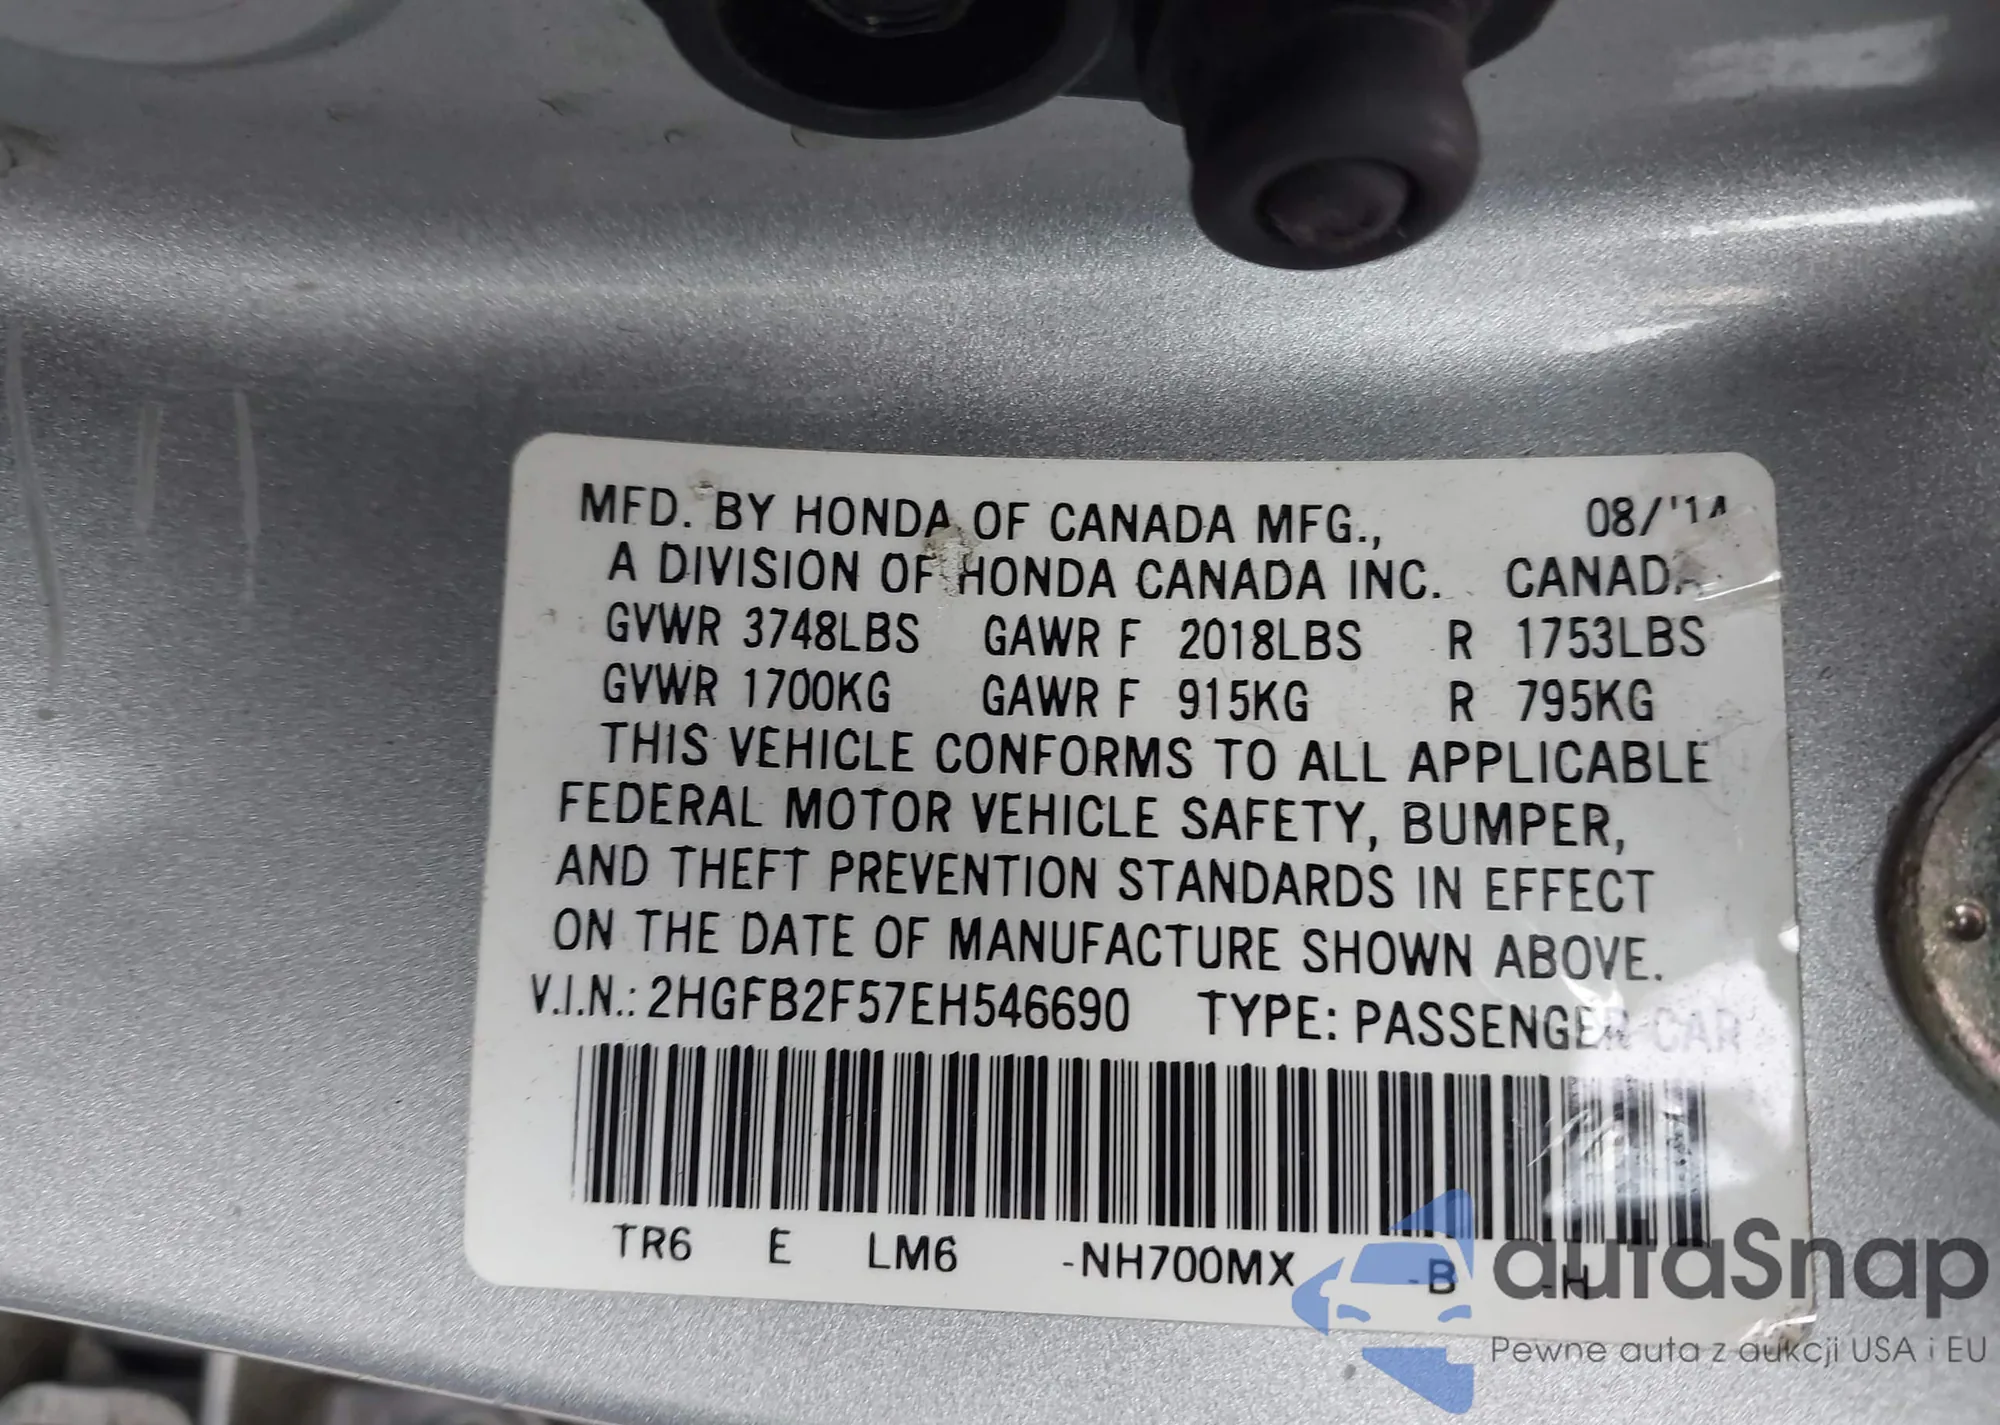 MFD. BY HONDA OF CANADA MFG., 08/'14
A DIVISION OF HONDA CANADA INC. CANADA
GVWR 3748LBS GAWR F 2018LBS R 1753LBS
GVWR 1700KG GAWR F 915KG R 795KG
THIS VEHICLE CONFORMS TO ALL APPLICABLE
FEDERAL MOTOR VEHICLE SAFETY, BUMPER,
AND THEFT PREVENTION STANDARDS IN EFFECT
ON THE DATE OF MANUFACTURE SHOWN ABOVE.
V.I.N.: 2HGFB2F57EH546690 TYPE: PASSENGER CAR
TR6 E LM6 -NH700MX -B -H
autaSnap
Pewne auta z aukcji USA i EU